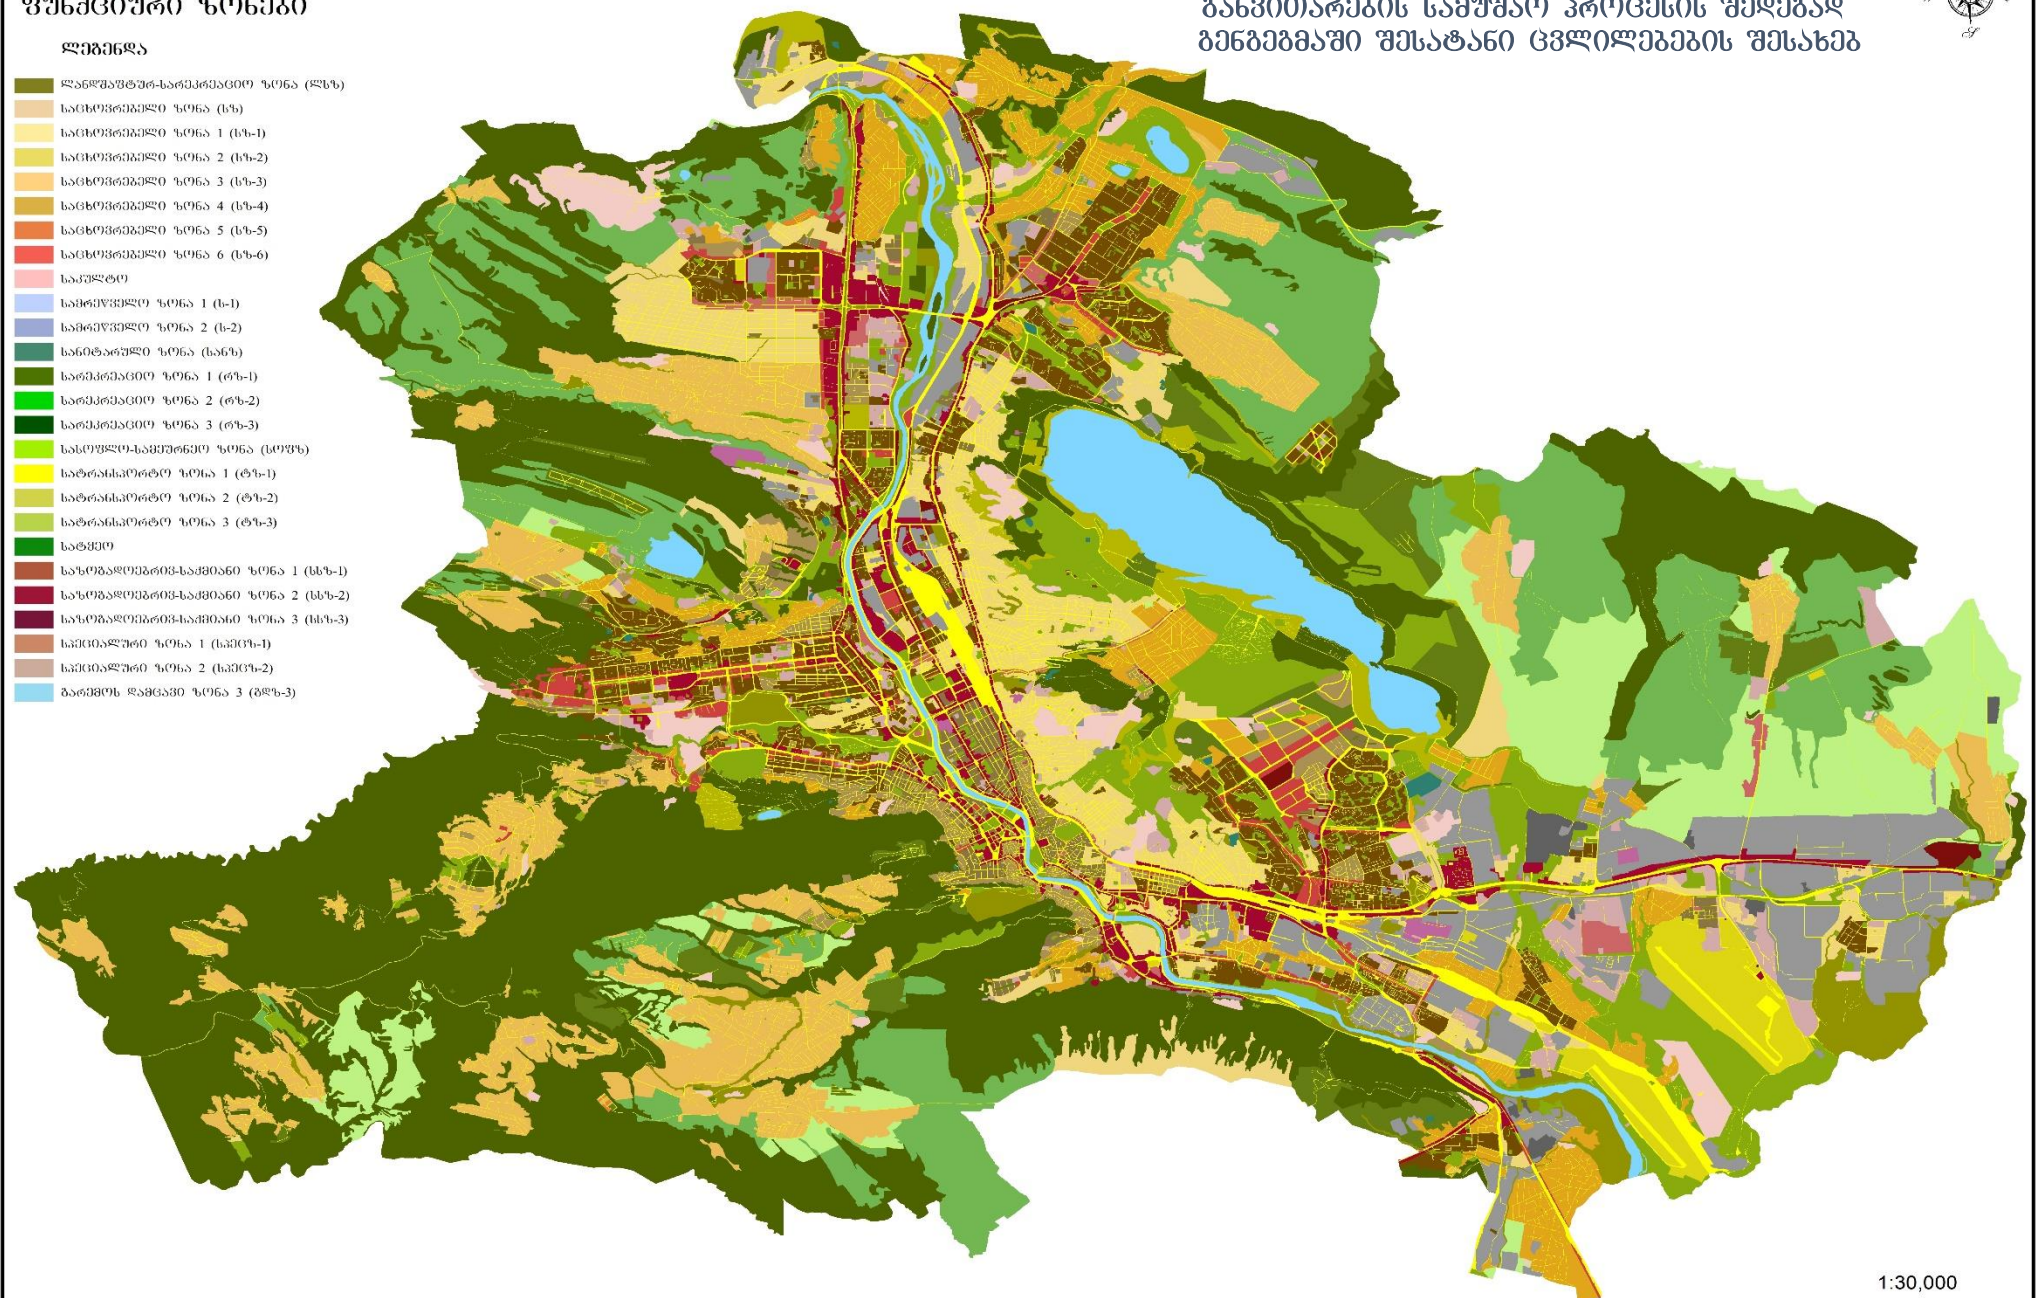 ფუნქციური ზონები
განვითარების სამუშაო პროცესის შედეგად
გენგეგმაში შესატანი ცვლილებების შესახებ
ლეგენდა
ლანდშაფტურ-სარეკრეაციო ზონა (ლსზ)
საცხოვრებელი ზონა (სზ)
საცხოვრებელი ზონა 1 (სზ-1)
საცხოვრებელი ზონა 2 (სზ-2)
საცხოვრებელი ზონა 3 (სზ-3)
საცხოვრებელი ზონა 4 (სზ-4)
საცხოვრებელი ზონა 5 (სზ-5)
საცხოვრებელი ზონა 6 (სზ-6)
საკულტო
სამრეწველო ზონა 1 (ს-1)
სამრეწველო ზონა 2 (ს-2)
სანიტარული ზონა (სანზ)
სარეკრეაციო ზონა 1 (რზ-1)
სარეკრეაციო ზონა 2 (რზ-2)
სარეკრეაციო ზონა 3 (რზ-3)
სასოფლო-სამეურნეო ზონა (სოფზ)
სატრანსპორტო ზონა 1 (ტზ-1)
სატრანსპორტო ზონა 2 (ტზ-2)
სატრანსპორტო ზონა 3 (ტზ-3)
სატყეო
საზოგადოებრივ-საქმიანი ზონა 1 (სსზ-1)
საზოგადოებრივ-საქმიანი ზონა 2 (სსზ-2)
საზოგადოებრივ-საქმიანი ზონა 3 (სსზ-3)
სპეციალური ზონა 1 (სპეცზ-1)
სპეციალური ზონა 2 (სპეცზ-2)
გარემოს დამცავი ზონა 3 (გდზ-3)
1:30,000